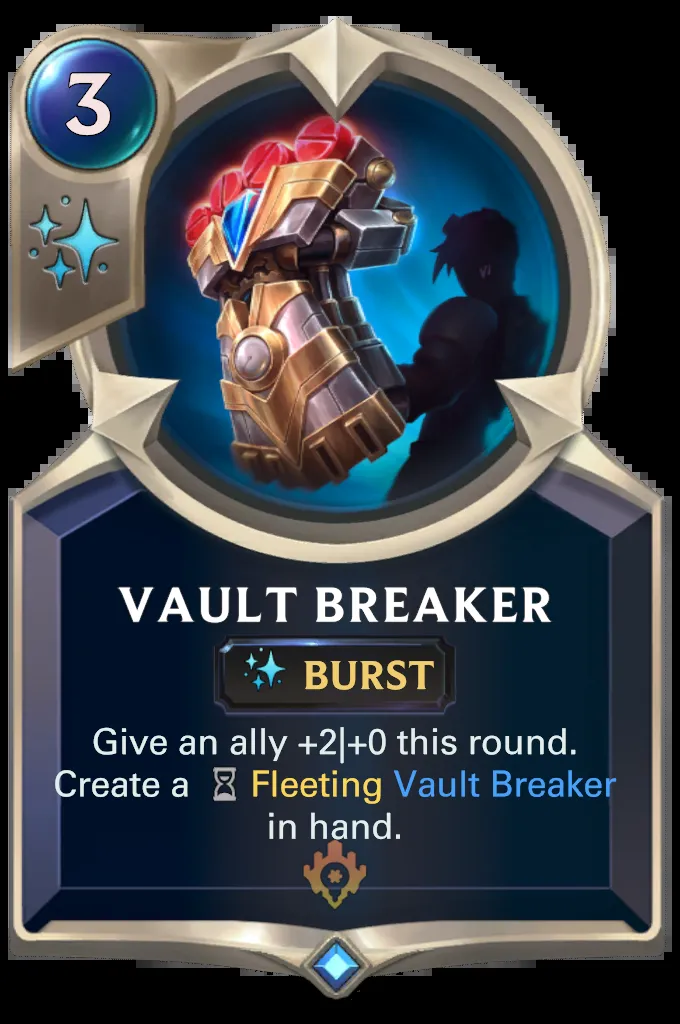 3
VAULT BREAKER
BURST
Give an ally +2|+0 this round.
Create a Fleeting Vault Breaker
in hand.